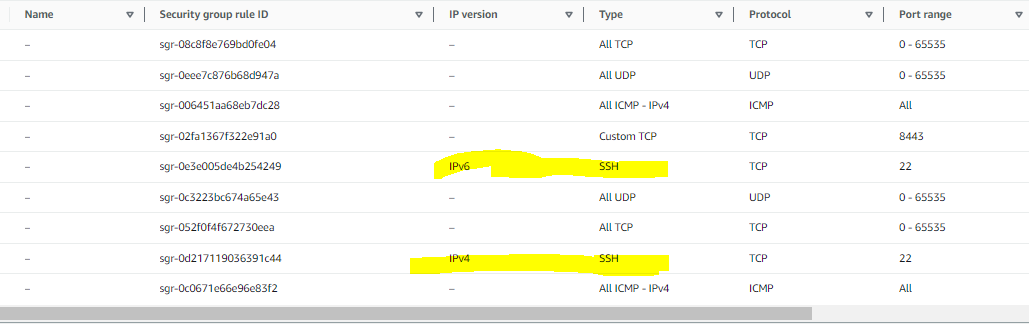 Name Security group rule ID IP version Type Protocol Port range
– sgr-08c8f8e769bd0fe04 – All TCP TCP 0 - 65535
– sgr-0eee7c876b68d947a – All UDP UDP 0 - 65535
– sgr-006451aa68eb7dc28 – All ICMP - IPv4 ICMP All
– sgr-02fa1367f322e91a0 – Custom TCP TCP 8443
– sgr-0e3e005de4b254249 IPv6 SSH TCP 22
– sgr-0c3223bc674a65e43 – All UDP UDP 0 - 65535
– sgr-052f0f4f672730eea – All TCP TCP 0 - 65535
– sgr-0d217119036391c44 IPv4 SSH TCP 22
– sgr-0c0671e66e96e83f2 – All ICMP - IPv4 ICMP All